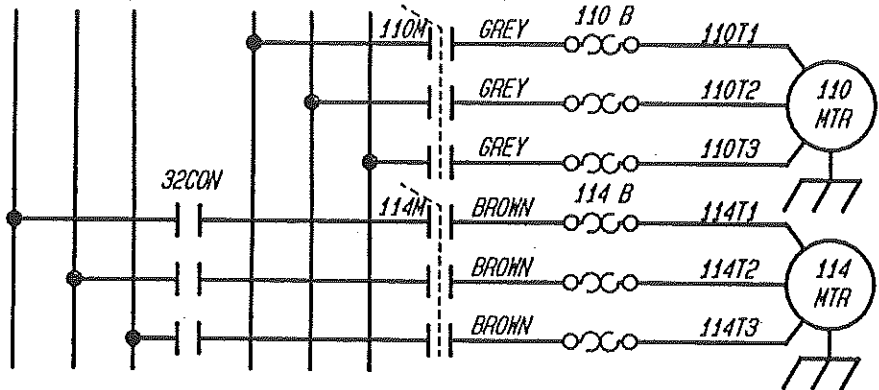 110M GREY 110 B 110T1
GREY 110T2
110
MTR
GREY 110T3
32CON
114M BROWN 114 B 114T1
BROWN 114T2
114
MTR
BROWN 114T3